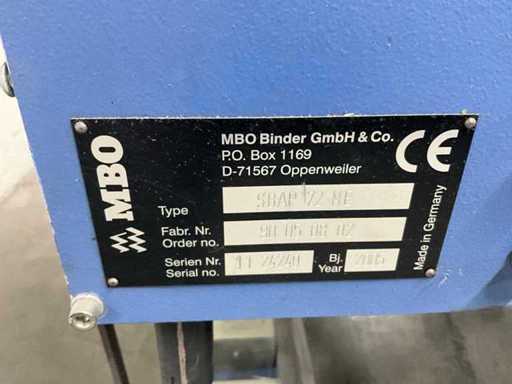 MBO
MBO Binder GmbH & Co.
P.O. Box 1169
D-71567 Oppenweiler
CE
Type
Fabr. Nr.
Order no.
Serien Nr.
Serial no.
Bj.
Year
2005
Made in Germany